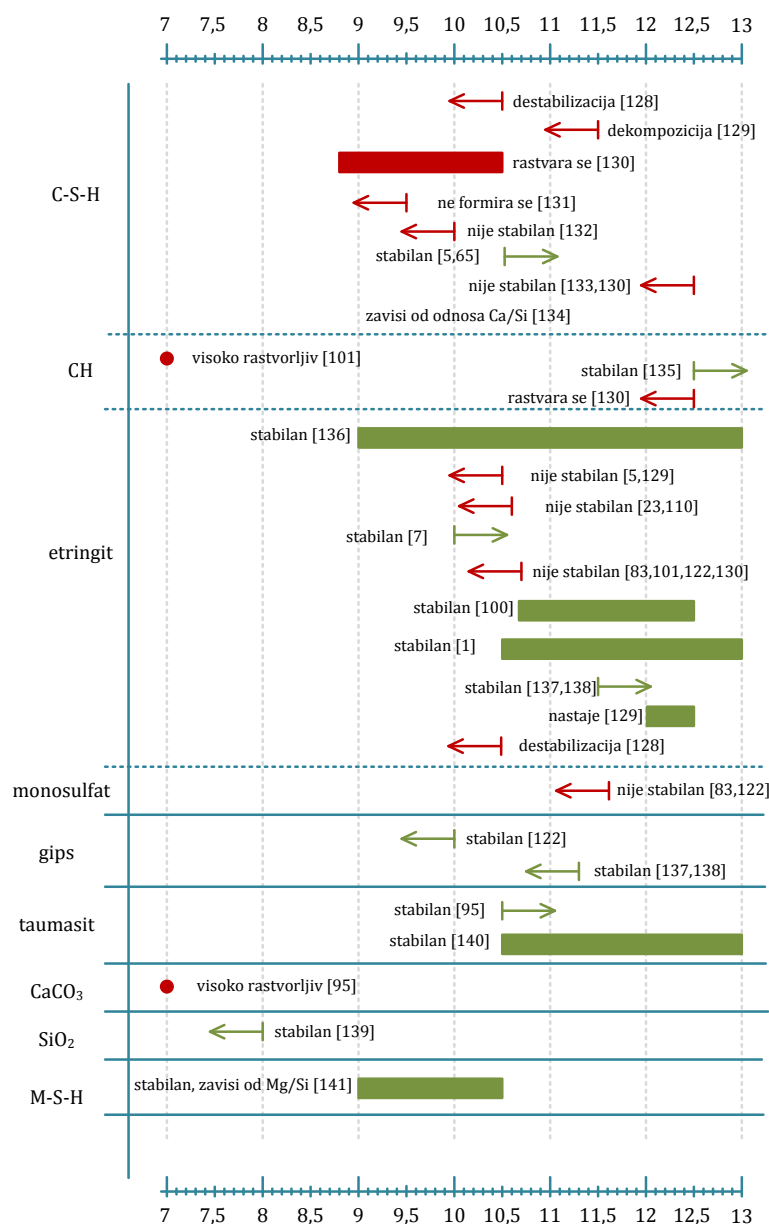 7 7,5 8 8,5 9 9,5 10 10,5 11 11,5 12 12,5 13
destabilizacija [128]
dekompozicija [129]
rastvara se [130]
C-S-H
ne formira se [131]
nije stabilan [132]
stabilan [5,65]
nije stabilan [133,130]
zavisi od odnosa Ca/Si [134]
visoko rastvorljiv [101]
CH
stabilan [135]
rastvara se [130]
stabilan [136]
nije stabilan [5,129]
nije stabilan [23,110]
stabilan [7]
etringit
nije stabilan [83,101,122,130]
stabilan [100]
stabilan [1]
stabilan [137,138]
nastaje [129]
destabilizacija [128]
monosulfat
nije stabilan [83,122]
stabilan [122]
gips
stabilan [137,138]
stabilan [95]
taumasit
stabilan [140]
CaCO₃
visoko rastvorljiv [95]
SiO₂
stabilan [139]
stabilan, zavisi od Mg/Si [141]
M-S-H
7 7,5 8 8,5 9 9,5 10 10,5 11 11,5 12 12,5 13